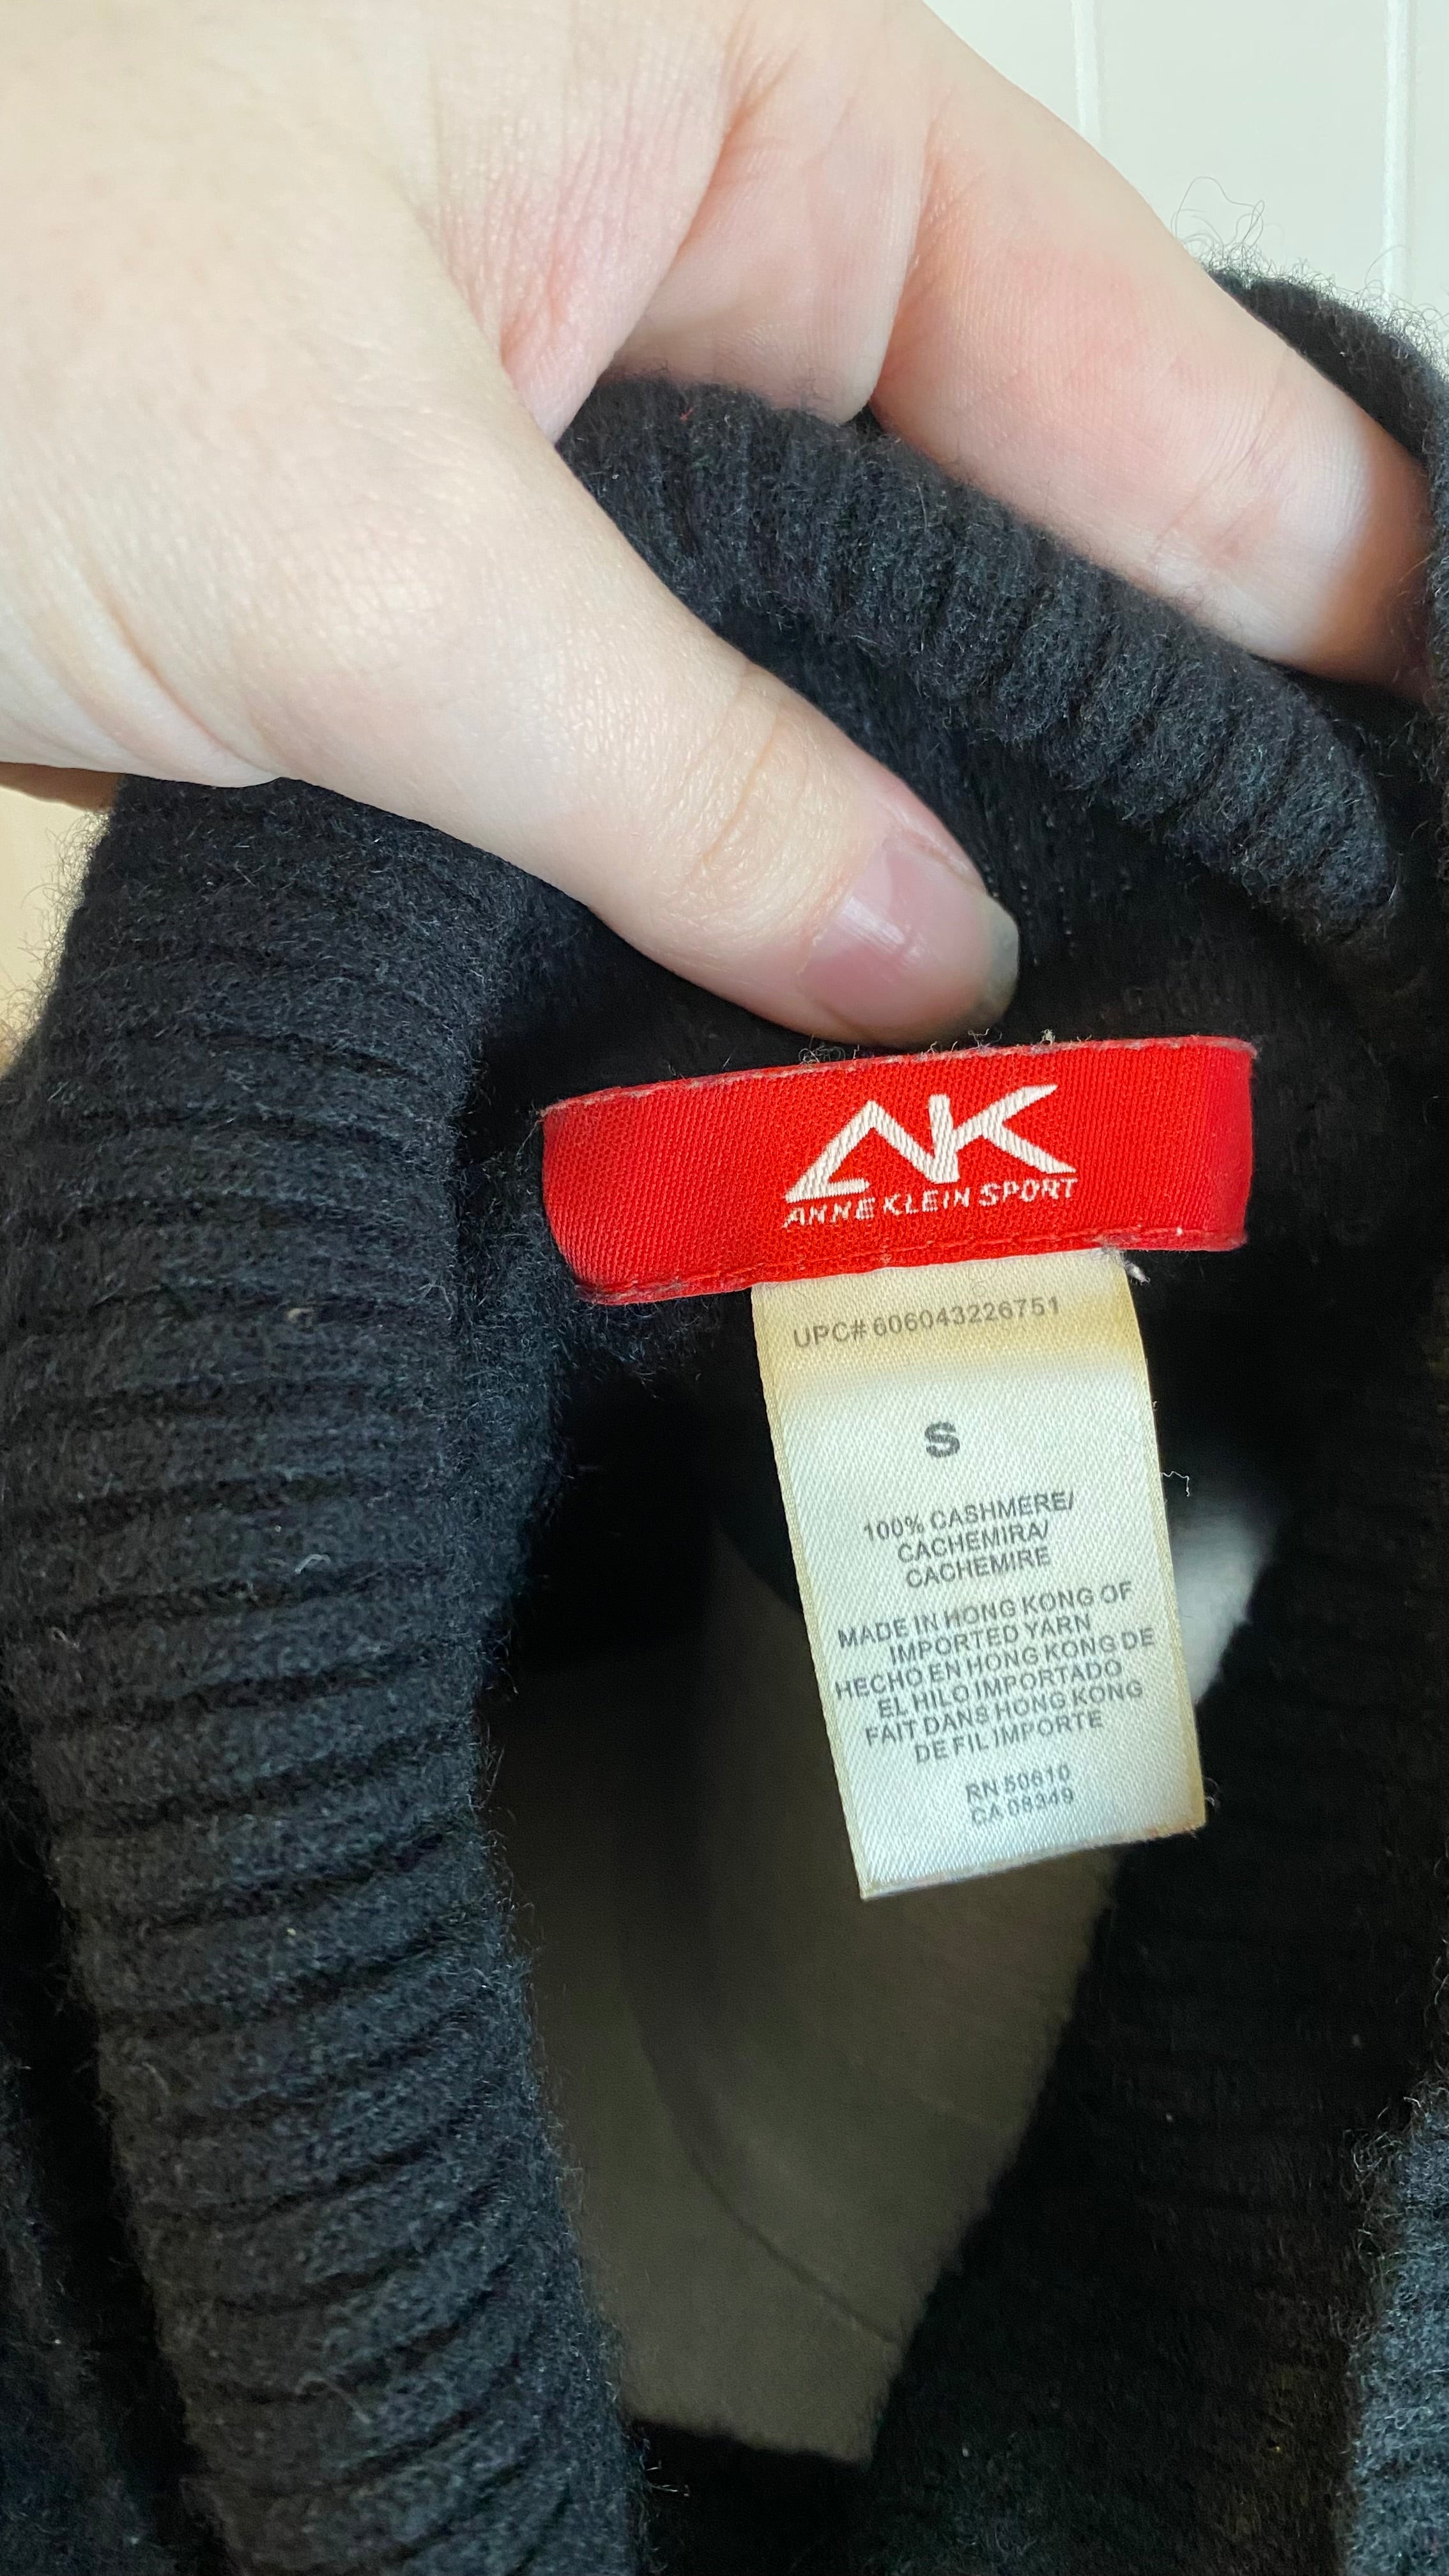 AK
ANNE KLEIN SPORT
UPC# 606043226751
S
100% CASHMERE/
CACHEMIRA/
CACHEMIRE
MADE IN HONG KONG OF
IMPORTED YARN
HECHO EN HONG KONG DE
EL HILO IMPORTADO
FAIT DANS HONG KONG
DE FIL IMPORTE
RN 50610
CA 08349